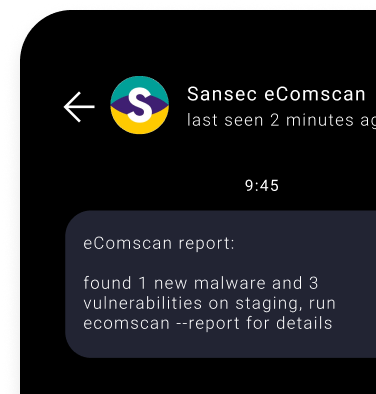 S
Sansec eComscan
last seen 2 minutes
9:45
eComscan report:
found 1 new malware and 3
vulnerabilities on staging, run
ecomscan --report for details